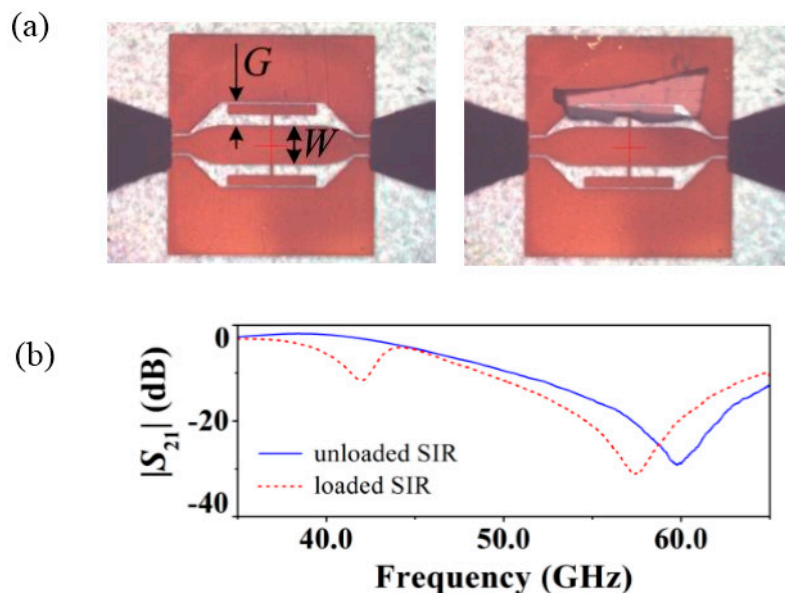 (a)
G
W
(b)
|S21| (dB)
0
-20
-40
unloaded SIR
loaded SIR
40.0 50.0 60.0
Frequency (GHz)